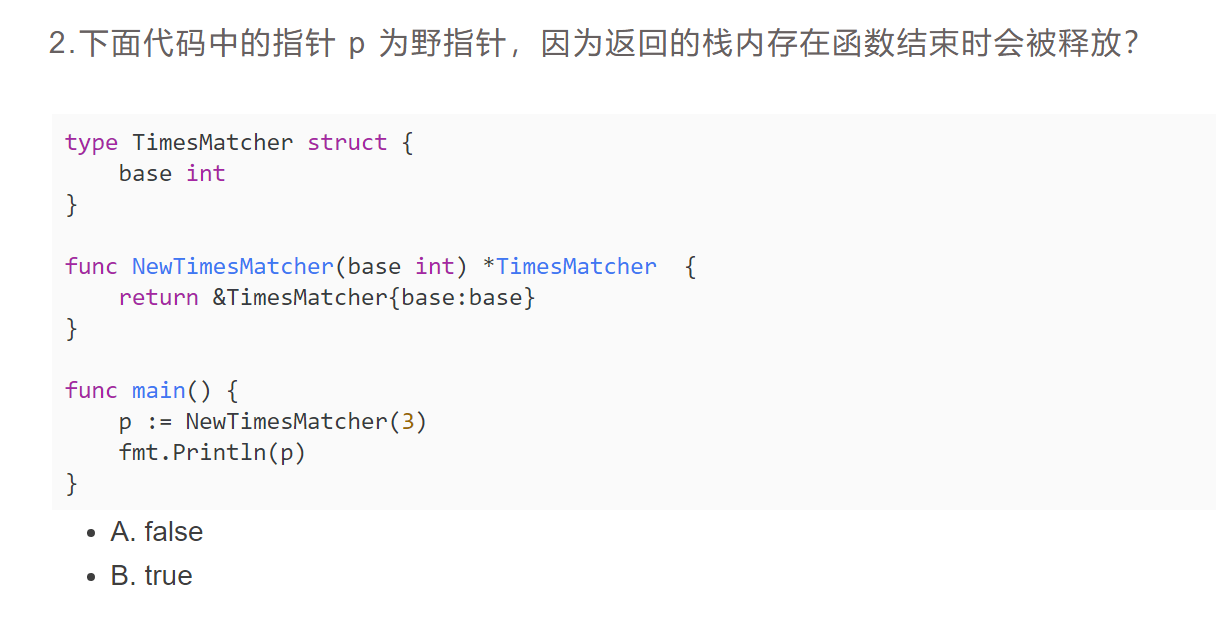 2.下面代码中的指针 p 为野指针，因为返回的栈内存在函数结束时会被释放？
type TimesMatcher struct {
    base int
}
func NewTimesMatcher(base int) *TimesMatcher  {
    return &TimesMatcher{base:base}
}
func main() {
    p := NewTimesMatcher(3)
    fmt.Println(p)
}
• A. false
• B. true